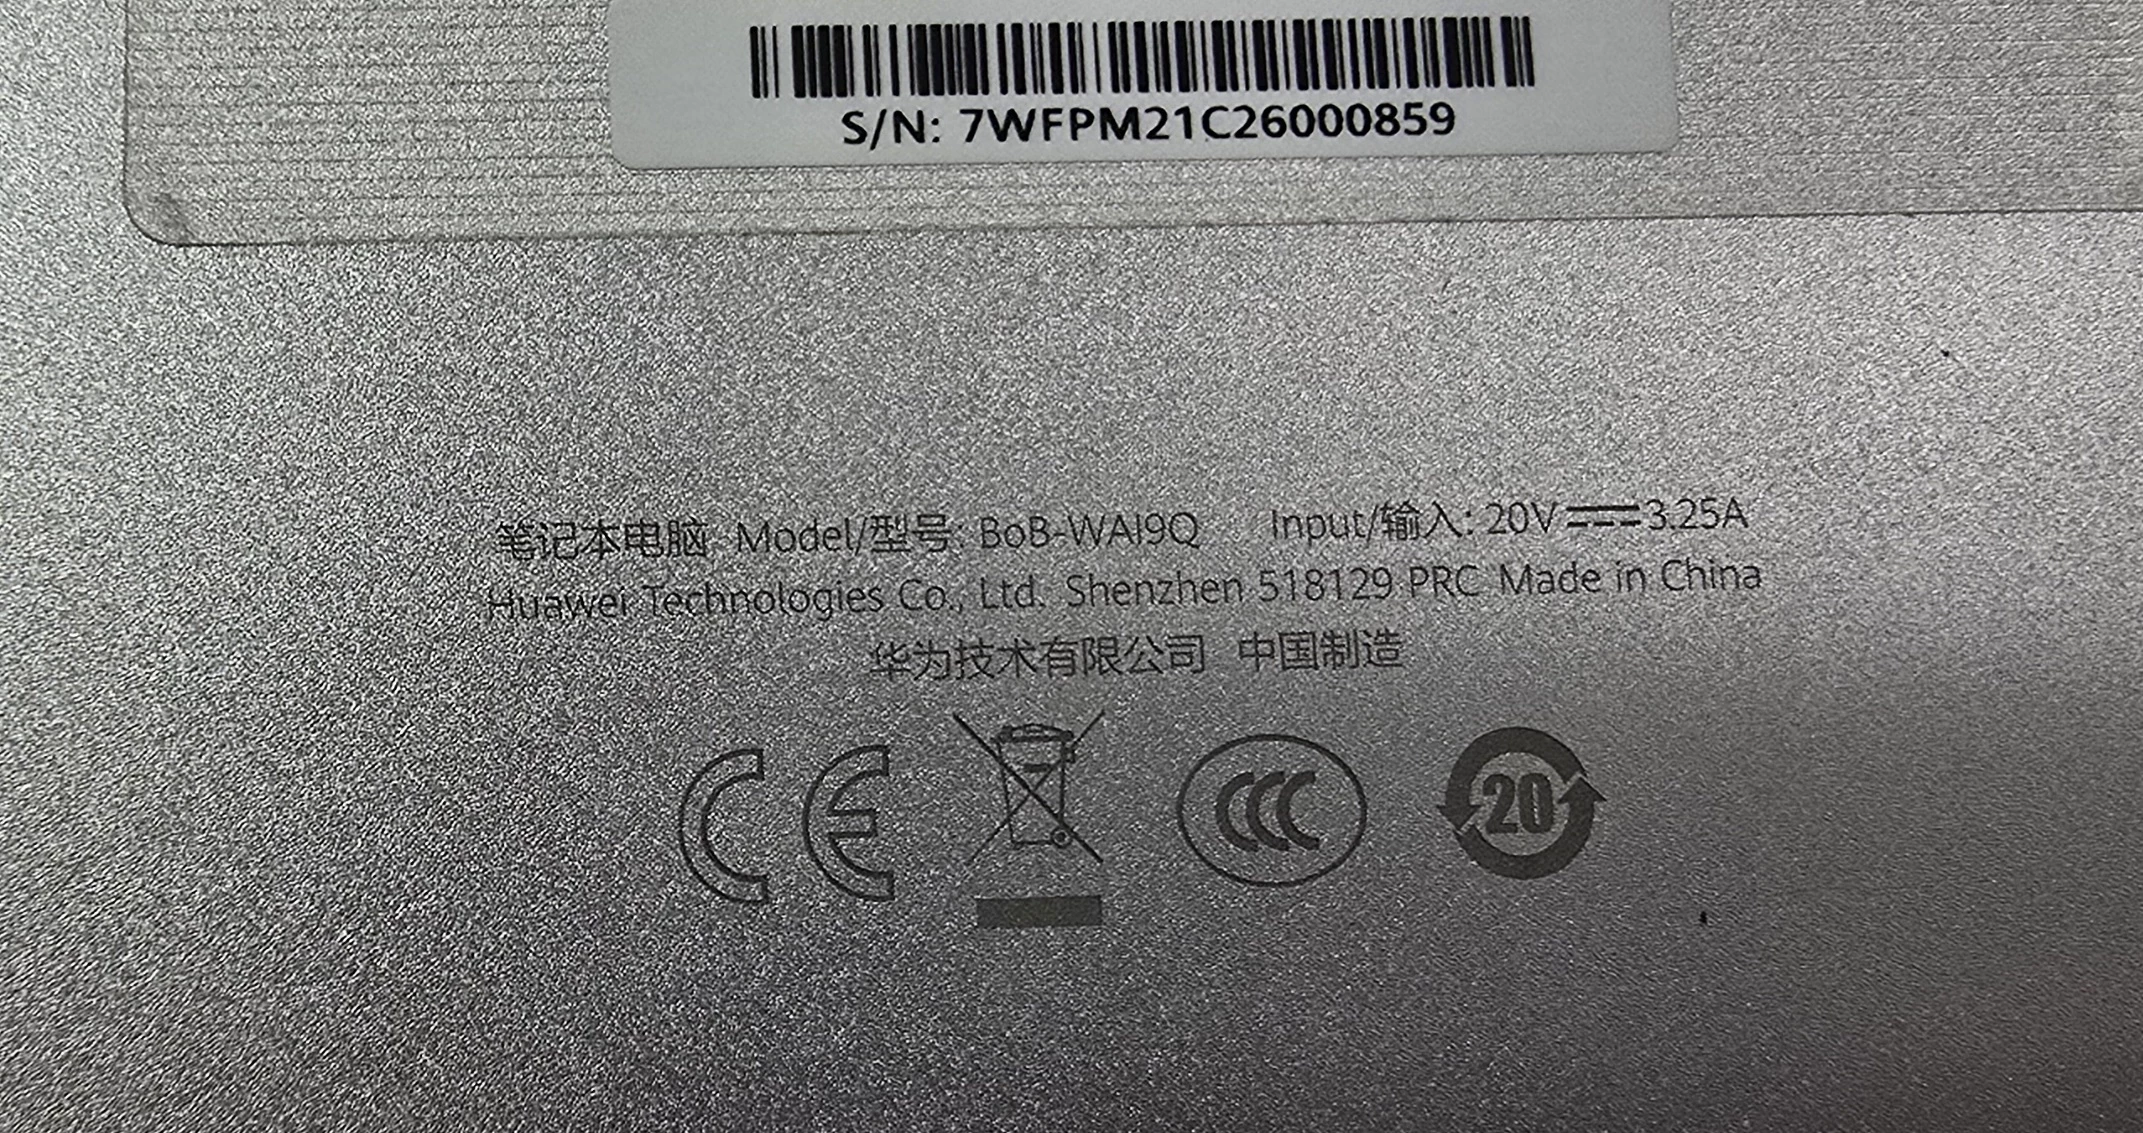 S/N: 7WFPM21C26000859
笔记本电脑 Model/型号: BoB-WAI9Q Input/输入: 20V⎓3.25A
Huawei Technologies Co., Ltd. Shenzhen 518129 PRC Made in China
华为技术有限公司 中国制造
CE CCC 20